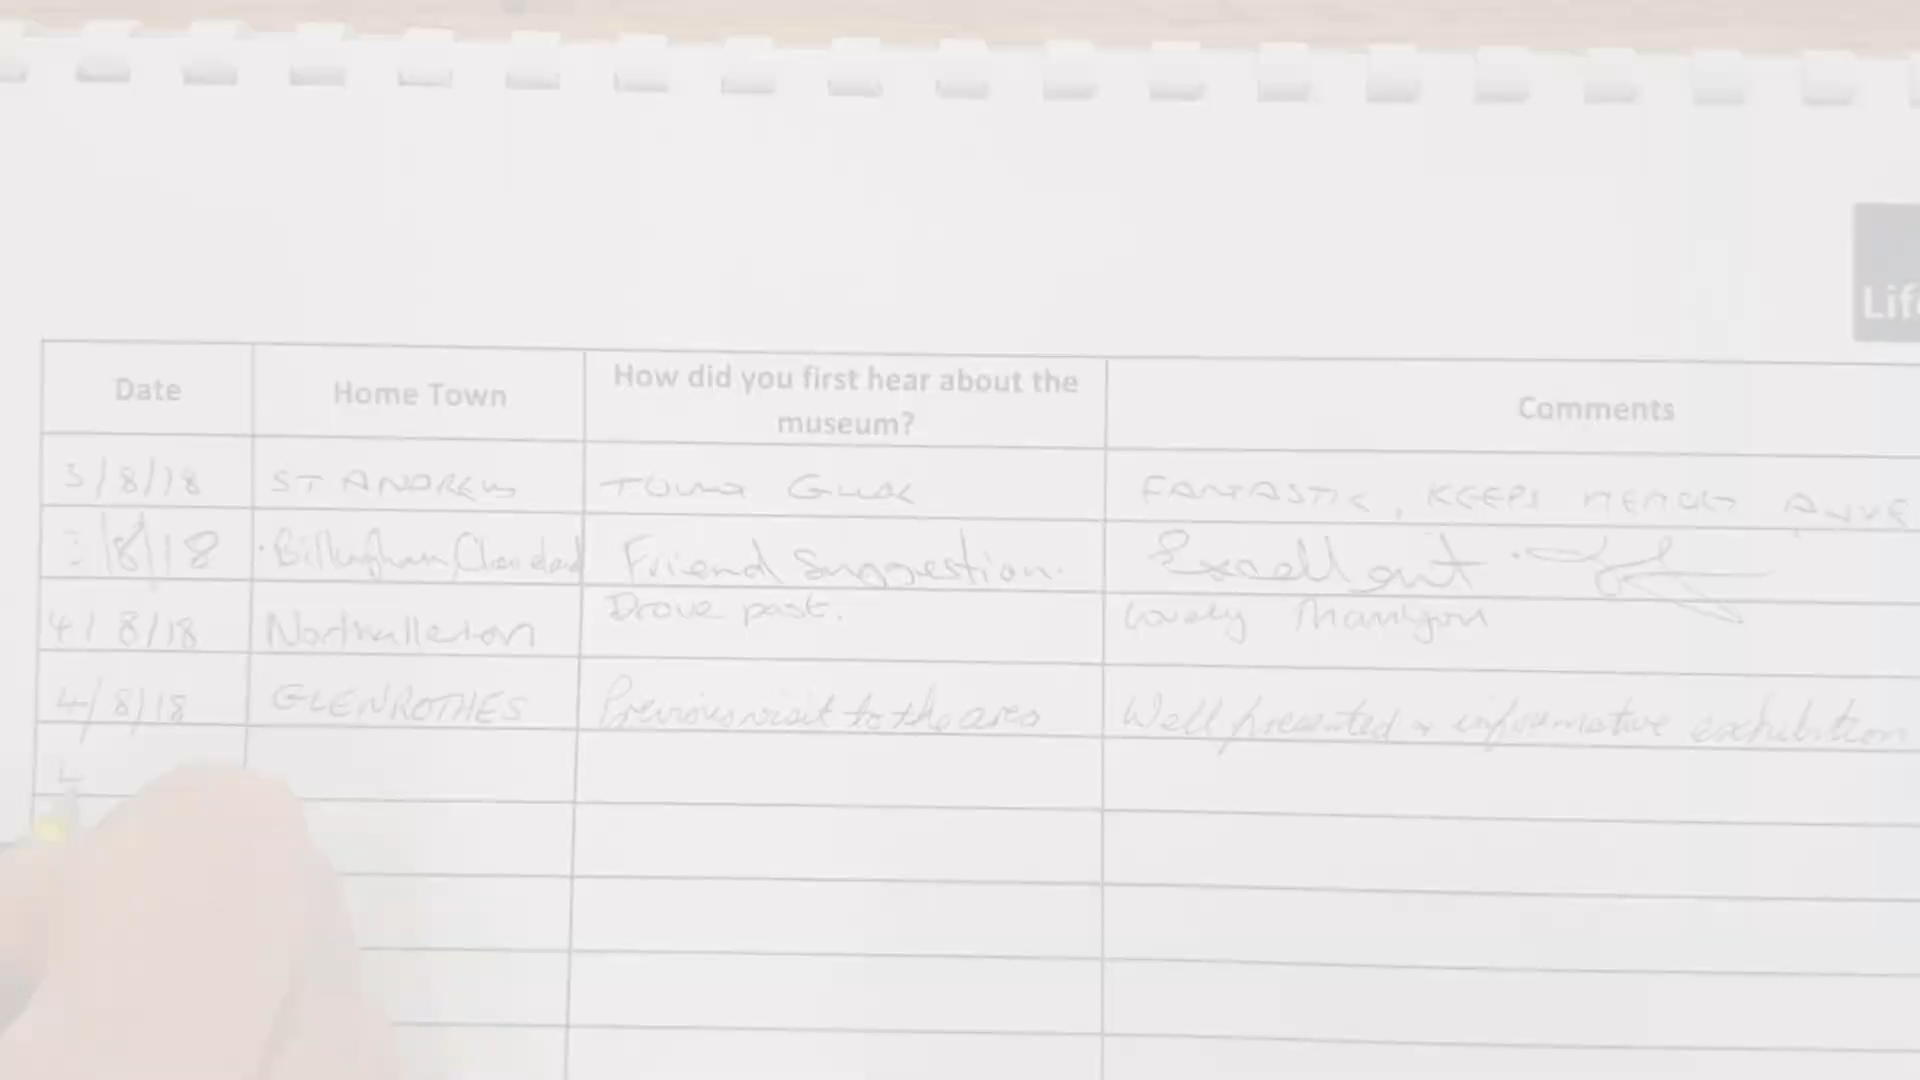 Lif
Date Home Town How did you first hear about the
museum? Comments
3/8/18 ST ANDREWS FANTASTIC, KEEPS MEMORY ALIVE
3/8/18 Billingham, Cleveland Friend Suggestion. Excellent
4/8/18 Northallerton Drove past. Lovely Thankyou
4/8/18 GLENROTHES Previous visit to the area Well presented & informative exhibition